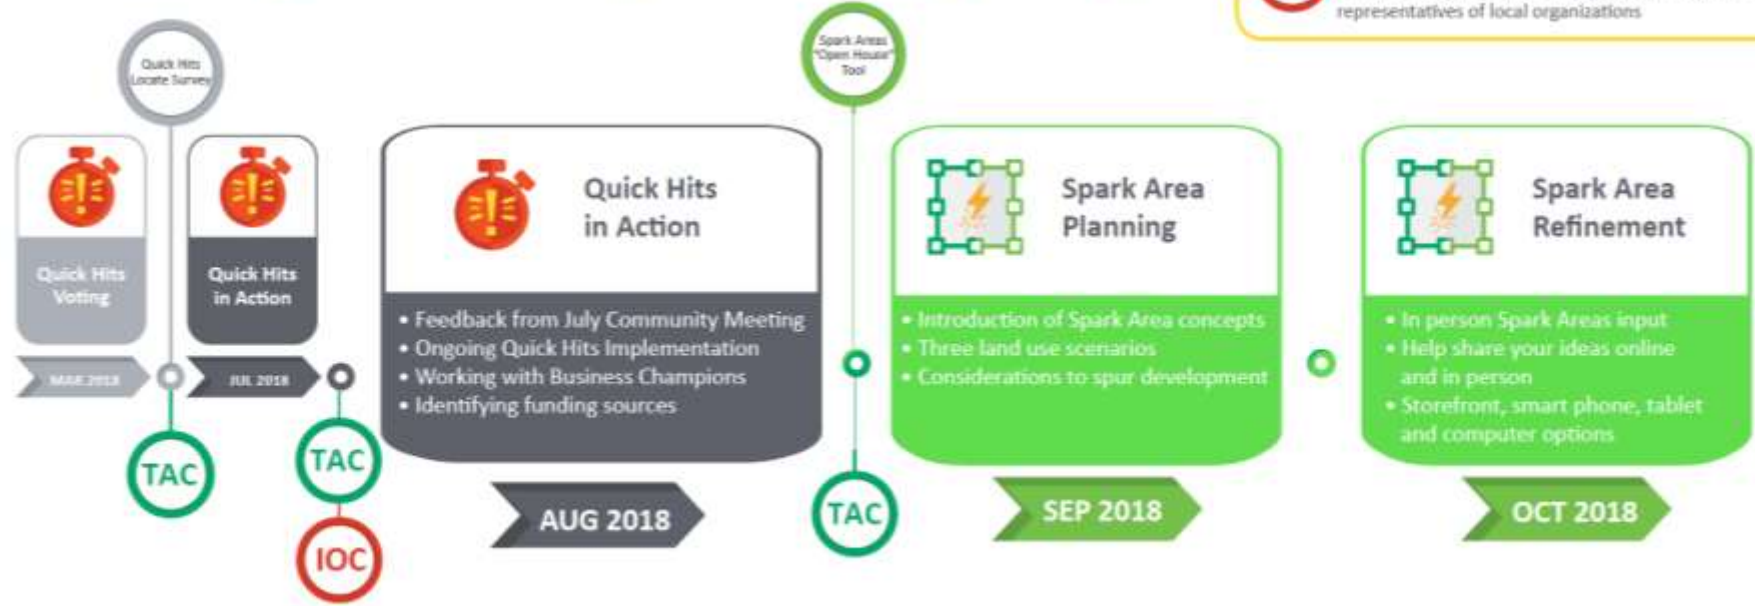 representatives of local organizations
Quick Hits
Locate Survey
Spark Areas
"Open House"
Tool
Quick Hits
Voting
MAR 2018
Quick Hits
in Action
JUL 2018
TAC
TAC
IOC
Quick Hits
in Action
• Feedback from July Community Meeting
• Ongoing Quick Hits Implementation
• Working with Business Champions
• Identifying funding sources
AUG 2018
TAC
Spark Area
Planning
• Introduction of Spark Area concepts
• Three land use scenarios
• Considerations to spur development
SEP 2018
Spark Area
Refinement
• In person Spark Areas input
• Help share your ideas online
and in person
• Storefront, smart phone, tablet
and computer options
OCT 2018